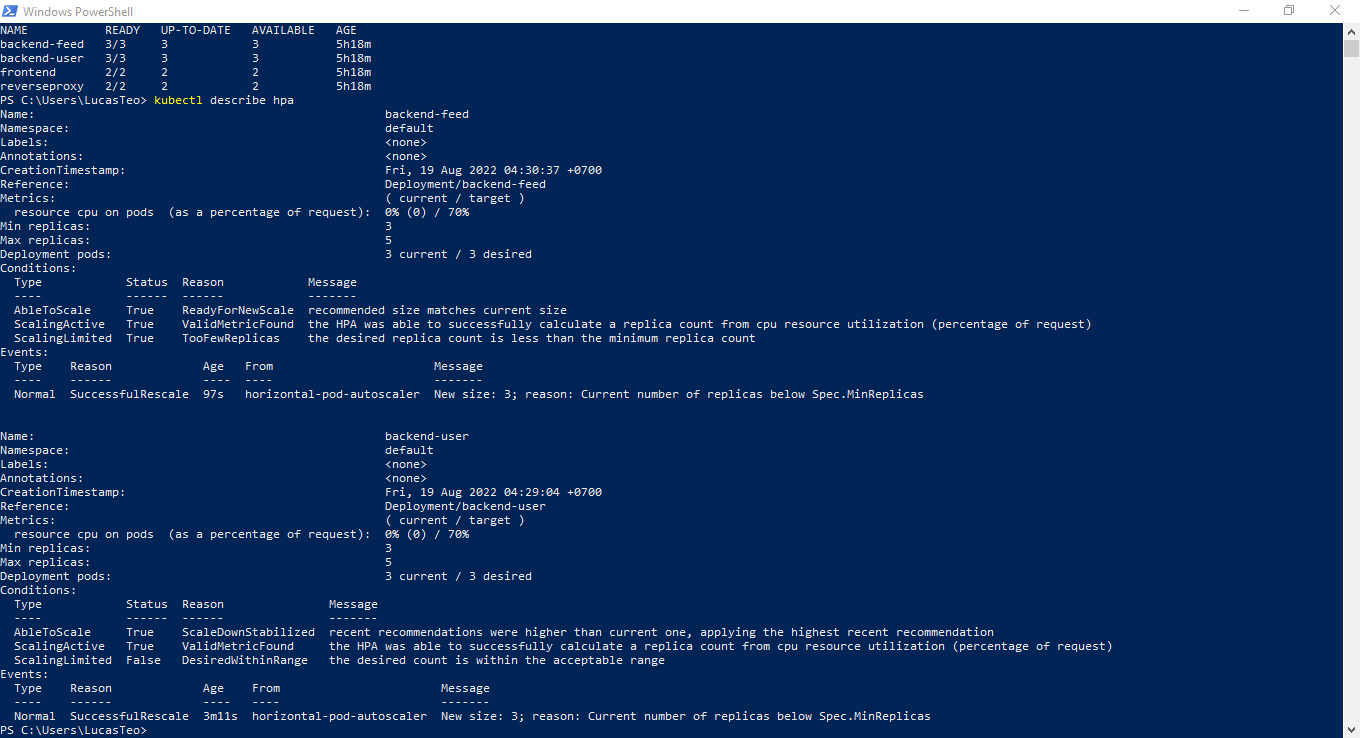 Windows PowerShell
NAME           READY   UP-TO-DATE   AVAILABLE   AGE
backend-feed   3/3     3            3           5h18m
backend-user   3/3     3            3           5h18m
frontend       2/2     2            2           5h18m
reverseproxy   2/2     2            2           5h18m
PS C:\Users\LucasTeo> kubectl describe hpa
Name:                                                  backend-feed
Namespace:                                             default
Labels:                                                <none>
Annotations:                                           <none>
CreationTimestamp:                                     Fri, 19 Aug 2022 04:30:37 +0700
Reference:                                             Deployment/backend-feed
Metrics:                                               ( current / target )
  resource cpu on pods  (as a percentage of request):  0% (0) / 70%
Min replicas:                                          3
Max replicas:                                          5
Deployment pods:                                       3 current / 3 desired
Conditions:
  Type            Status  Reason            Message
  ----            ------  ------            -------
  AbleToScale     True    ReadyForNewScale  recommended size matches current size
  ScalingActive   True    ValidMetricFound  the HPA was able to successfully calculate a replica count from cpu resource utilization (percentage of request)
  ScalingLimited  True    TooFewReplicas    the desired replica count is less than the minimum replica count
Events:
  Type    Reason             Age   From                       Message
  ----    ------             ----  ----                       -------
  Normal  SuccessfulRescale  97s   horizontal-pod-autoscaler  New size: 3; reason: Current number of replicas below Spec.MinReplicas
Name:                                                  backend-user
Namespace:                                             default
Labels:                                                <none>
Annotations:                                           <none>
CreationTimestamp:                                     Fri, 19 Aug 2022 04:29:04 +0700
Reference:                                             Deployment/backend-user
Metrics:                                               ( current / target )
  resource cpu on pods  (as a percentage of request):  0% (0) / 70%
Min replicas:                                          3
Max replicas:                                          5
Deployment pods:                                       3 current / 3 desired
Conditions:
  Type            Status  Reason               Message
  ----            ------  ------               -------
  AbleToScale     True    ScaleDownStabilized  recent recommendations were higher than current one, applying the highest recent recommendation
  ScalingActive   True    ValidMetricFound     the HPA was able to successfully calculate a replica count from cpu resource utilization (percentage of request)
  ScalingLimited  False   DesiredWithinRange   the desired count is within the acceptable range
Events:
  Type    Reason             Age    From                       Message
  ----    ------             ----   ----                       -------
  Normal  SuccessfulRescale  3m11s  horizontal-pod-autoscaler  New size: 3; reason: Current number of replicas below Spec.MinReplicas
PS C:\Users\LucasTeo>